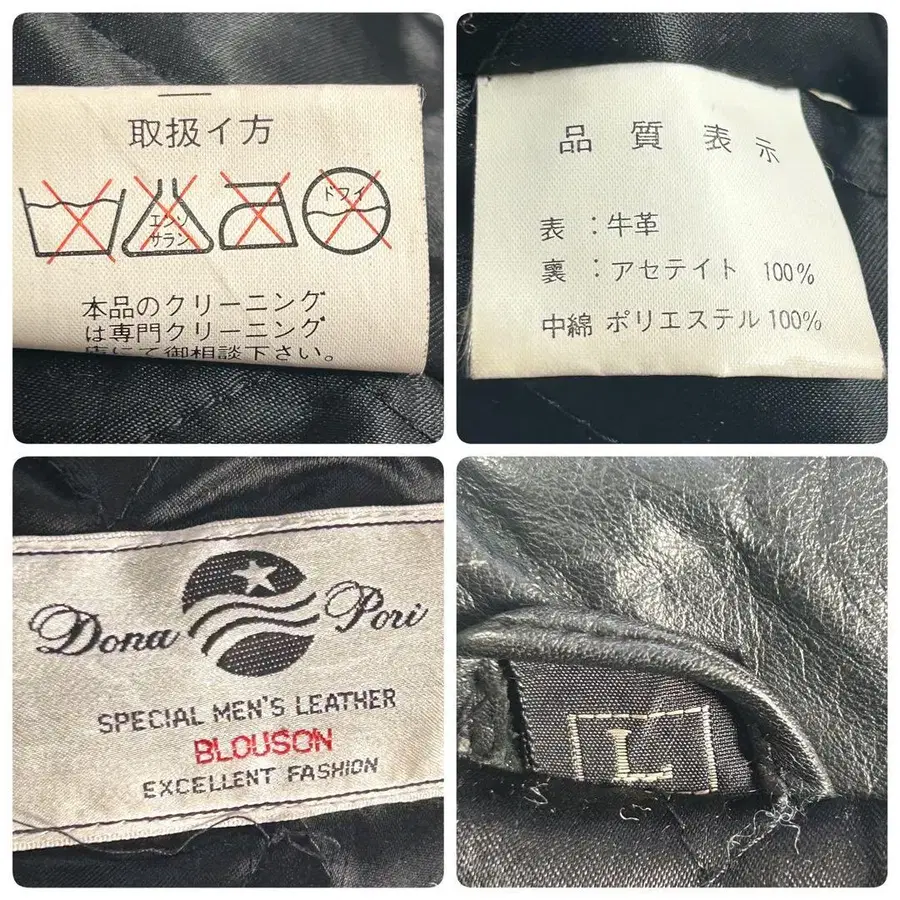 取扱イ方
エンソ
サラシ
ドライ
本品のクリーニング
は専門クリーニング
店にて御相談下さい。
品質表示
表：牛革
裏：アセテイト 100%
中綿 ポリエステル 100%
Dona Pori
SPECIAL MEN'S LEATHER
BLOUSON
EXCELLENT FASHION
L